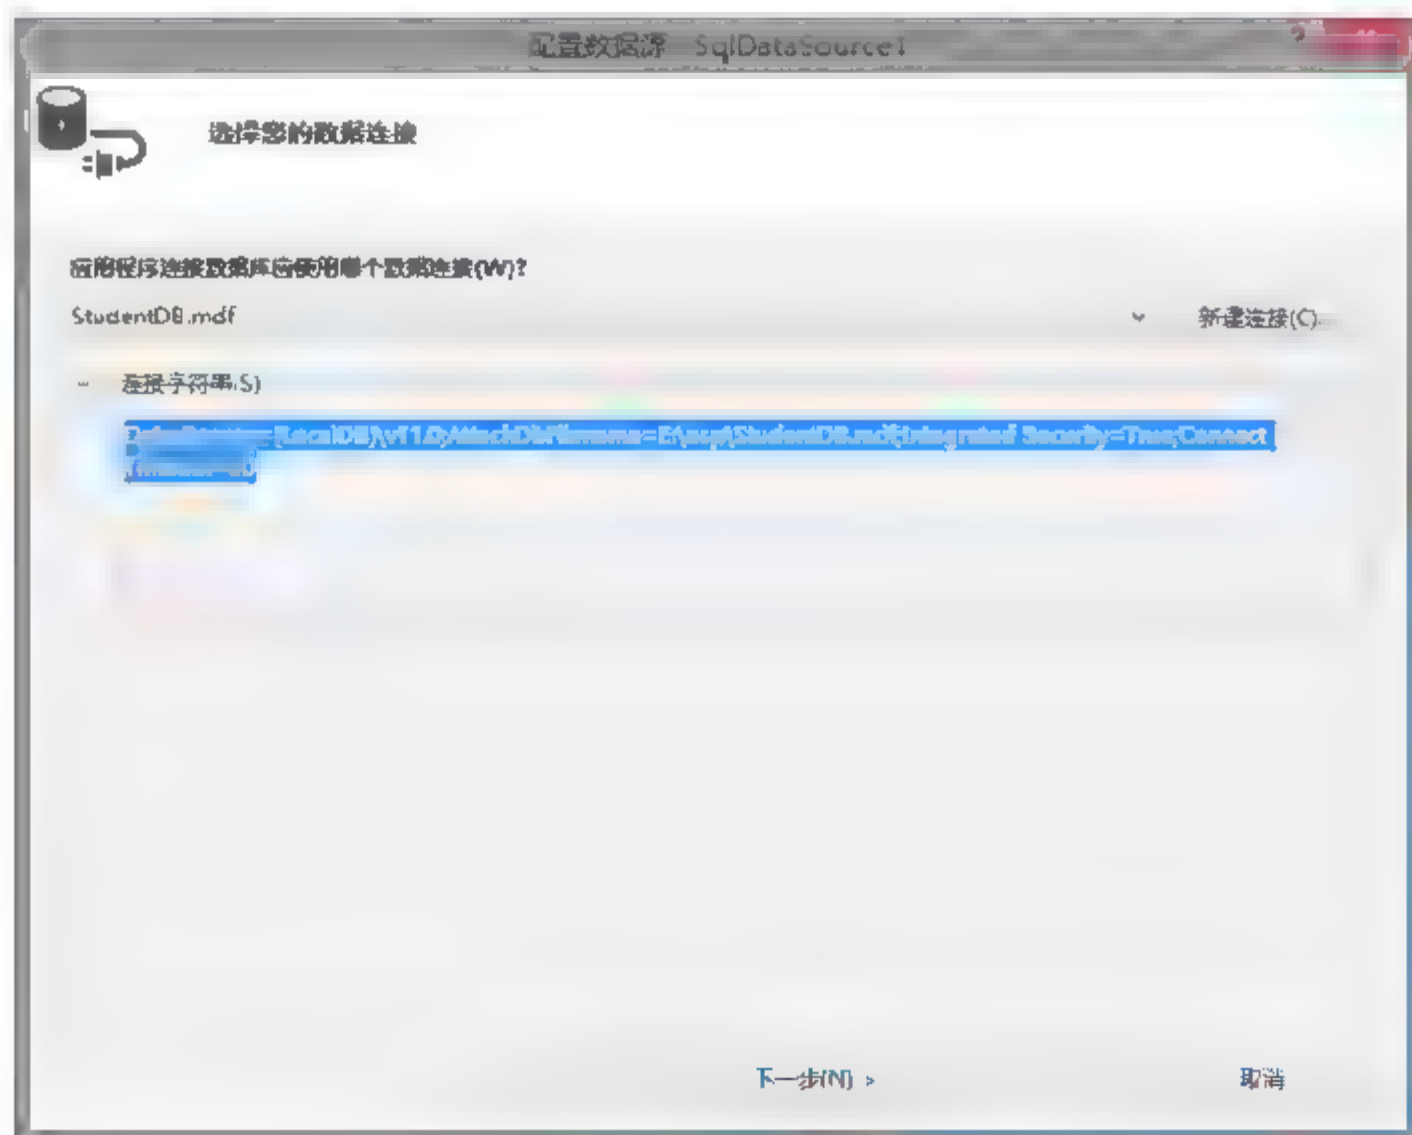 配置数据源 - SqlDataSource1
选择您的数据连接
应用程序连接数据库应使用哪个数据连接(W)?
StudentDB.mdf
新建连接(C)...
连接字符串(S)
Source=(LocalDB)\v11.0;AttachDbFilename=E:\asp\StudentDB.mdf;Integrated Security=True;Connect
下一步(N) >
取消